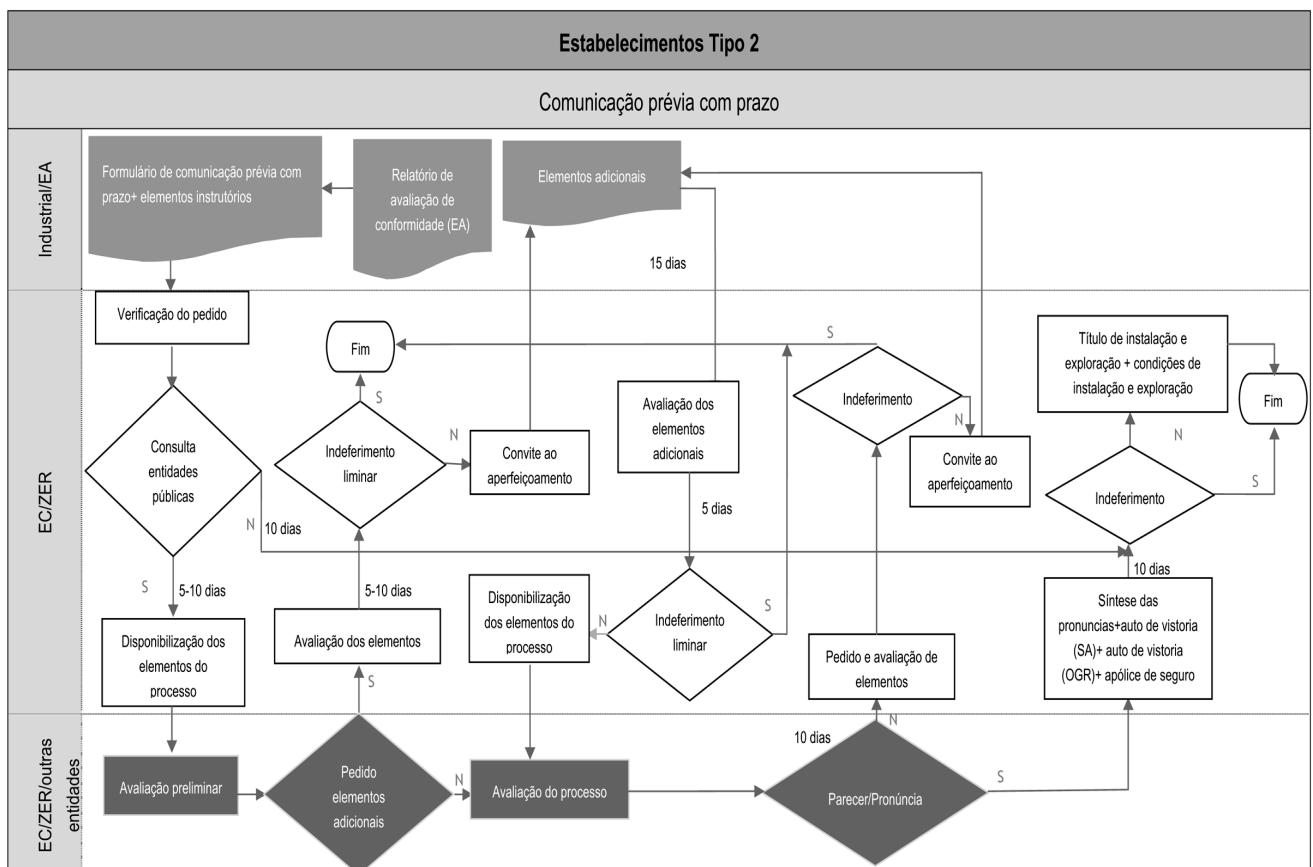 Estabelecimentos Tipo 2
Comunicação prévia com prazo
Industrial/EA
Formulário de comunicação prévia com
prazo+ elementos instrutórios
Relatório de
avaliação de
conformidade (EA)
Elementos adicionais
15 dias
EC/ZER
Verificação do pedido
Consulta
entidades
públicas
N
10 dias
S
5-10 dias
Disponibilização dos
elementos do
processo
Fim
S
Indeferimento
liminar
N
Convite ao
aperfeiçoamento
5-10 dias
Avaliação dos elementos
S
Avaliação dos
elementos
adicionais
5 dias
Indeferimento
liminar
S
N
Disponibilização
dos elementos do
processo
S
Indeferimento
N
Convite ao
aperfeiçoamento
Pedido e avaliação de
elementos
Título de instalação e
exploração + condições de
instalação e exploração
Fim
N
Indeferimento
S
10 dias
Síntese das
pronuncias+auto de vistoria
(SA)+ auto de vistoria
(OGR)+ apólice de seguro
EC/ZER/outras
entidades
Avaliação preliminar
Pedido
elementos
adicionais
N
Avaliação do processo
10 dias
N
Parecer/Pronúncia
S